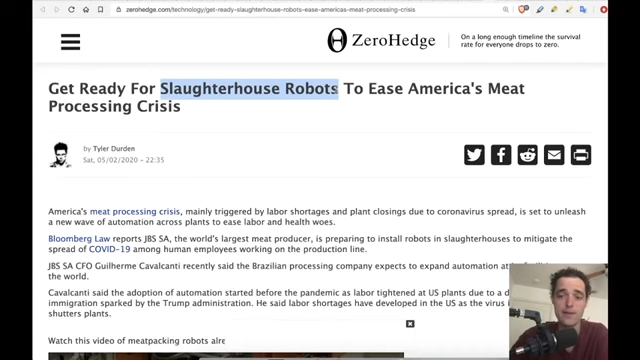 zerohedge.com/technology/get-ready-slaughterhouse-robots-ease-americas-meat-processing-crisis
ZeroHedge
On a long enough timeline the survival
rate for everyone drops to zero.
Get Ready For Slaughterhouse Robots To Ease America's Meat
Processing Crisis
by Tyler Durden
Sat, 05/02/2020 - 22:35
America's meat processing crisis, mainly triggered by labor shortages and plant closings due to coronavirus spread, is set to unleash
a new wave of automation across plants to ease labor and health woes.
Bloomberg Law reports JBS SA, the world's largest meat producer, is preparing to install robots in slaughterhouses to mitigate the
spread of COVID-19 among human employees working on the production line.
JBS SA CFO Guilherme Cavalcanti recently said the Brazilian processing company expects to expand automation at
the world.
Cavalcanti said the adoption of automation started before the pandemic as labor tightened at US plants due to a
immigration sparked by the Trump administration. He said labor shortages have developed in the US as the virus
shutters plants.
Watch this video of meatpacking robots